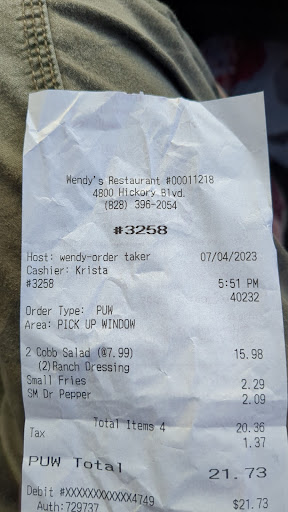 Wendy's Restaurant #00011218
4800 Hickory Blvd.
(828) 396-2054
#3258
Host: wendy-order taker 07/04/2023
Cashier: Krista
#3258 5:51 PM
40232
Order Type: PUW
Area: PICK UP WINDOW
2 Cobb Salad (@7.99) 15.98
(2)Ranch Dressing
Small Fries 2.29
SM Dr Pepper 2.09
Total Items 4 20.36
Tax 1.37
PUW Total 21.73
Debit #XXXXXXXXXXXX4749 $21.73
Auth:729737